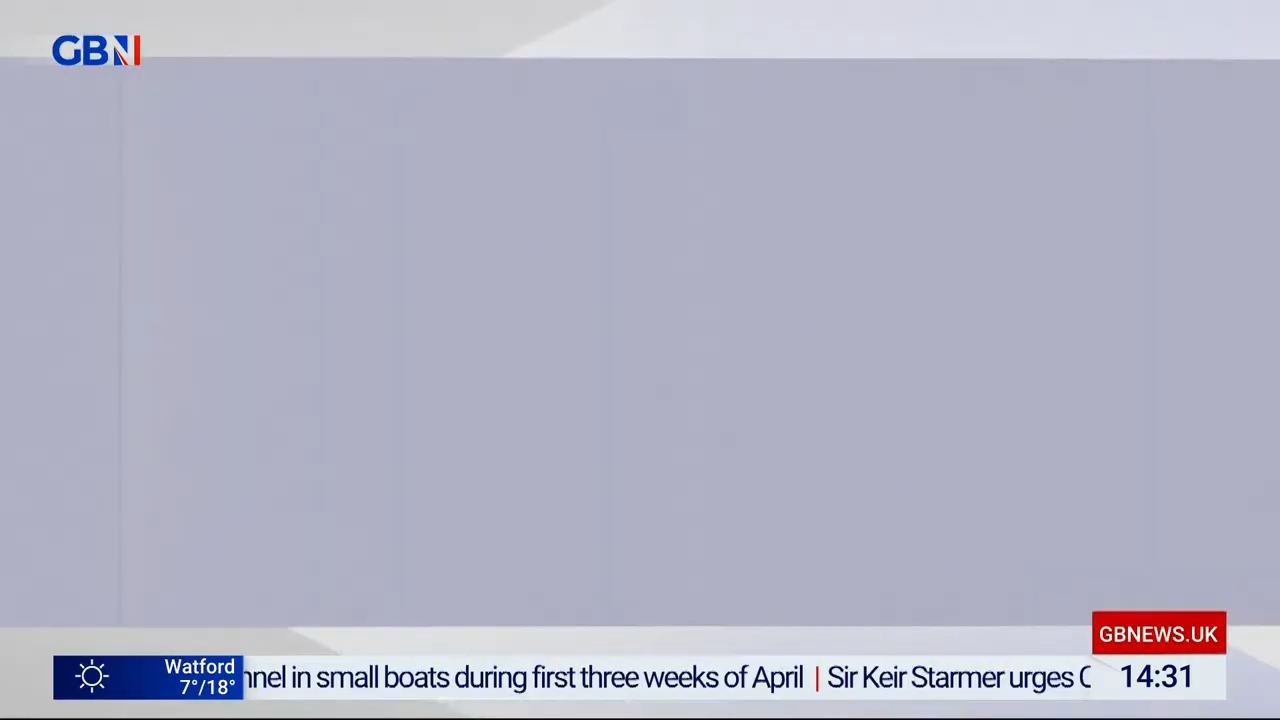 GBN
GBNEWS.UK
Watford
7°/18°
in small boats during first three weeks of April | Sir Keir Starmer urges
14:31